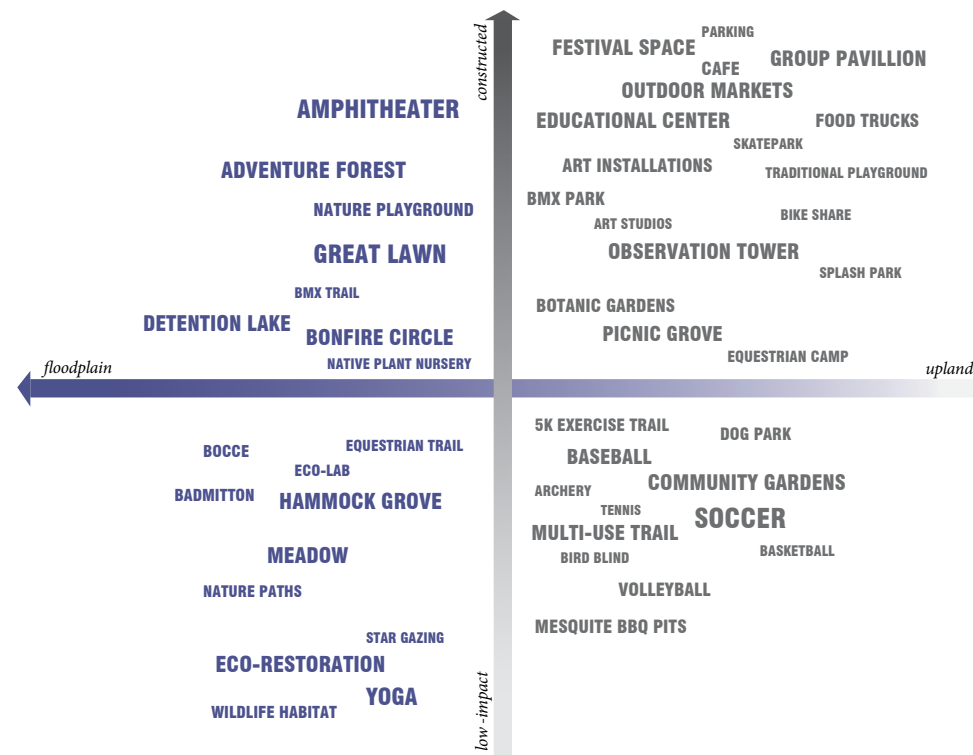 constructed
PARKING
FESTIVAL SPACE
GROUP PAVILLION
CAFE
OUTDOOR MARKETS
AMPHITHEATER
EDUCATIONAL CENTER
FOOD TRUCKS
SKATEPARK
ADVENTURE FOREST
ART INSTALLATIONS
TRADITIONAL PLAYGROUND
BMX PARK
NATURE PLAYGROUND
BIKE SHARE
ART STUDIOS
GREAT LAWN
OBSERVATION TOWER
SPLASH PARK
BMX TRAIL
BOTANIC GARDENS
DETENTION LAKE
BONFIRE CIRCLE
PICNIC GROVE
NATIVE PLANT NURSERY
EQUESTRIAN CAMP
floodplain
upland
5K EXERCISE TRAIL
DOG PARK
BOCCE
EQUESTRIAN TRAIL
BASEBALL
ECO-LAB
COMMUNITY GARDENS
BADMITTON
HAMMOCK GROVE
ARCHERY
TENNIS
SOCCER
MULTI-USE TRAIL
MEADOW
BIRD BLIND
BASKETBALL
NATURE PATHS
VOLLEYBALL
MESQUITE BBQ PITS
STAR GAZING
ECO-RESTORATION
YOGA
WILDLIFE HABITAT
low -impact